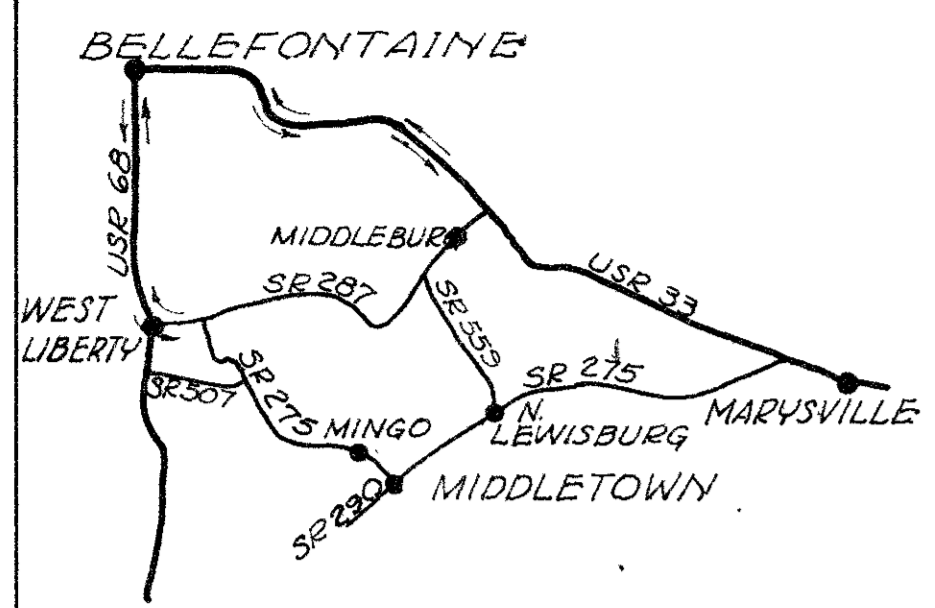 BELLEFONTAINE
USR 68
MIDDLEBURG
SR 287
USR 33
WEST
LIBERTY
SR 559
SR 275
SR 507
SR 275
MINGO
N.
LEWISBURG
MARYSVILLE
MIDDLETOWN
SR 290